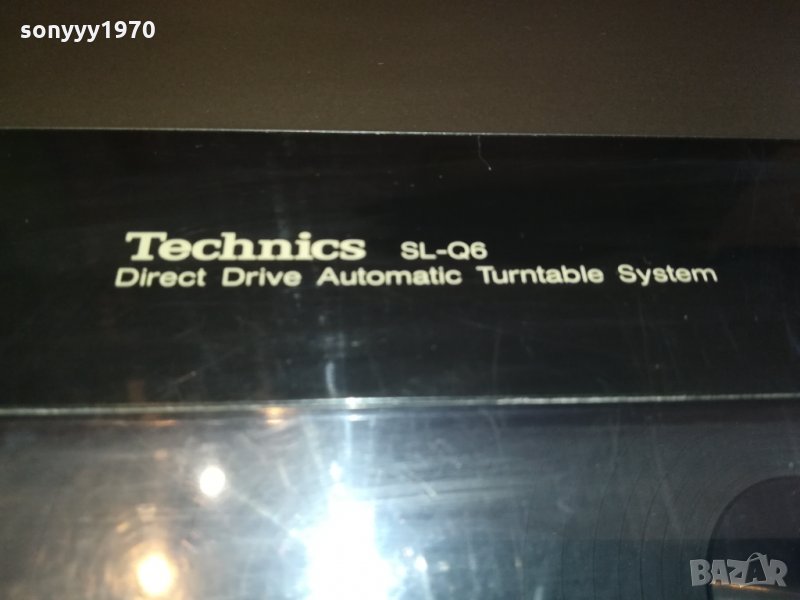 sonyyy1970
Technics SL-Q6
Direct Drive Automatic Turntable System
BAZAR